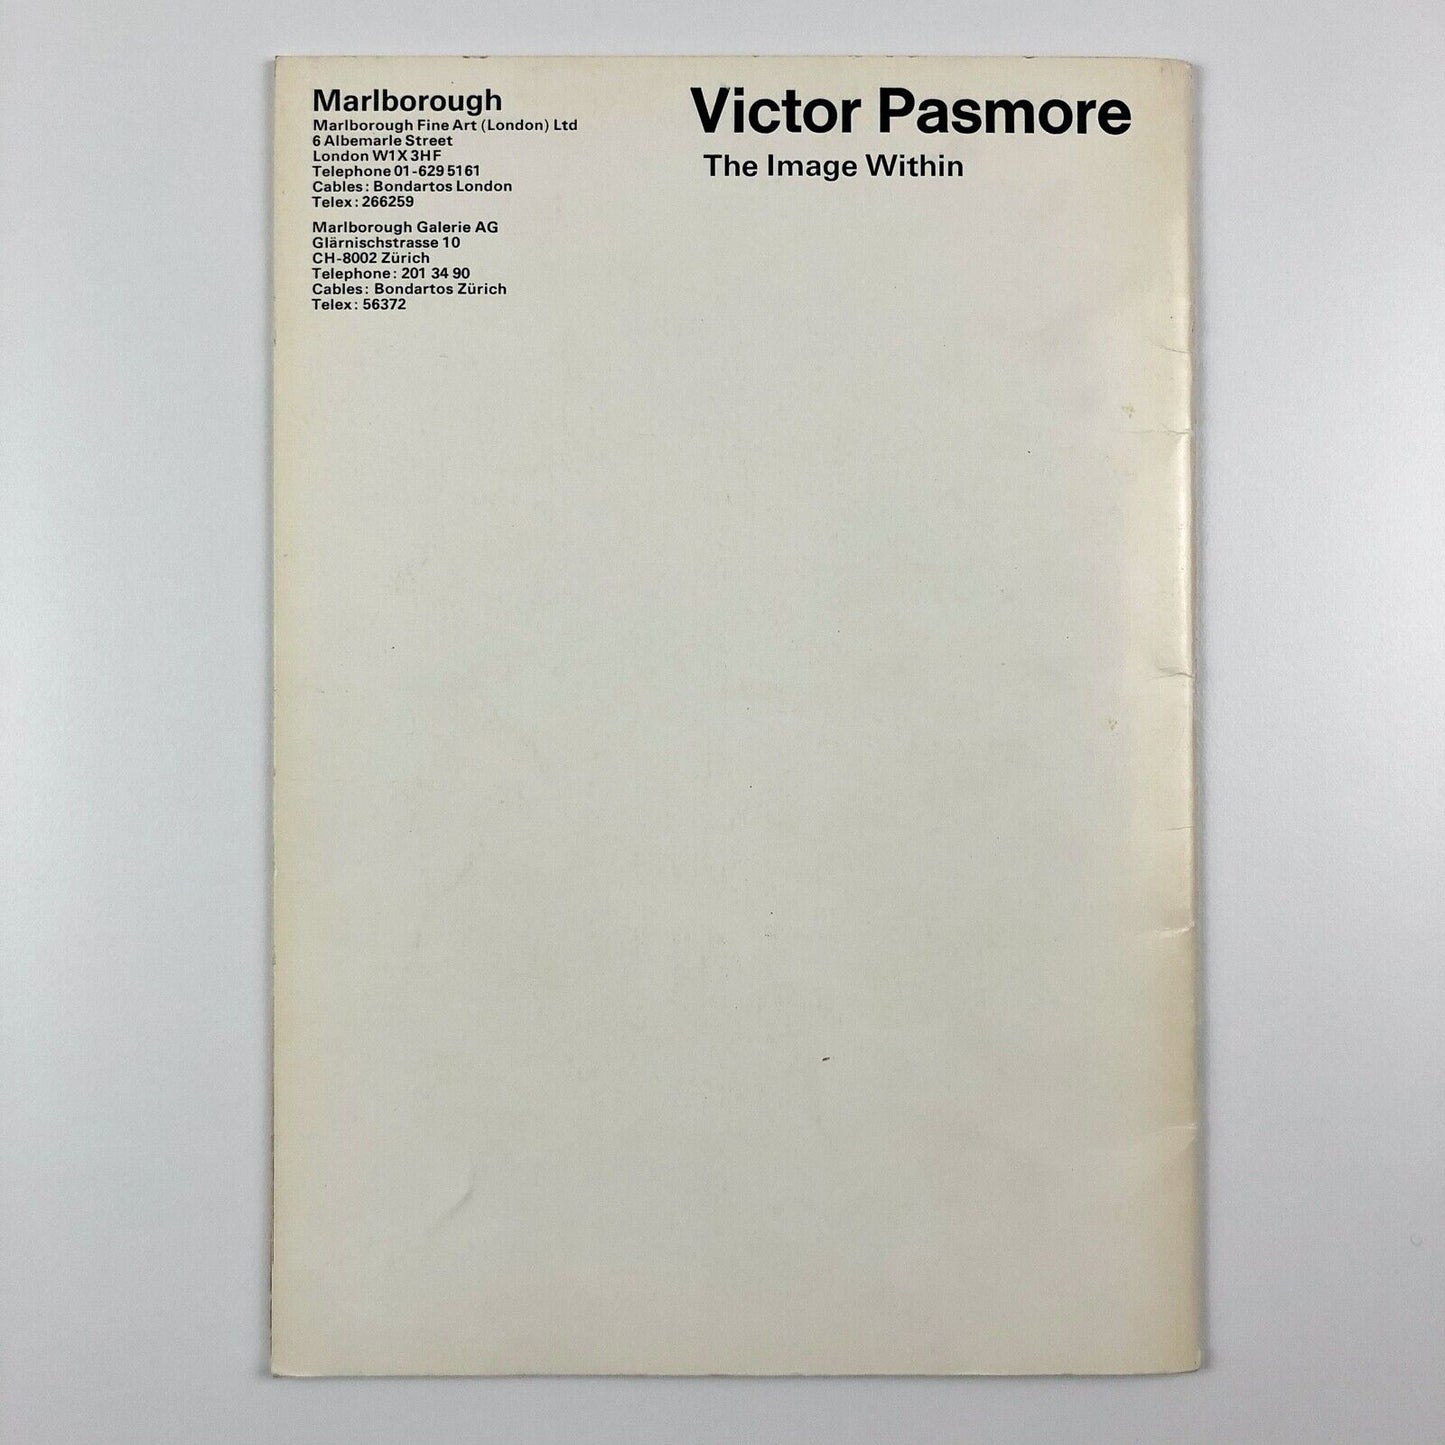 Marlborough
Marlborough Fine Art (London) Ltd
6 Albemarle Street
London W1X 3HF
Telephone 01-629 5161
Cables: Bondartos London
Telex: 266259
Marlborough Galerie AG
Glärnischstrasse 10
CH-8002 Zürich
Telephone: 201 34 90
Cables: Bondartos Zürich
Telex: 56372
Victor Pasmore
The Image Within